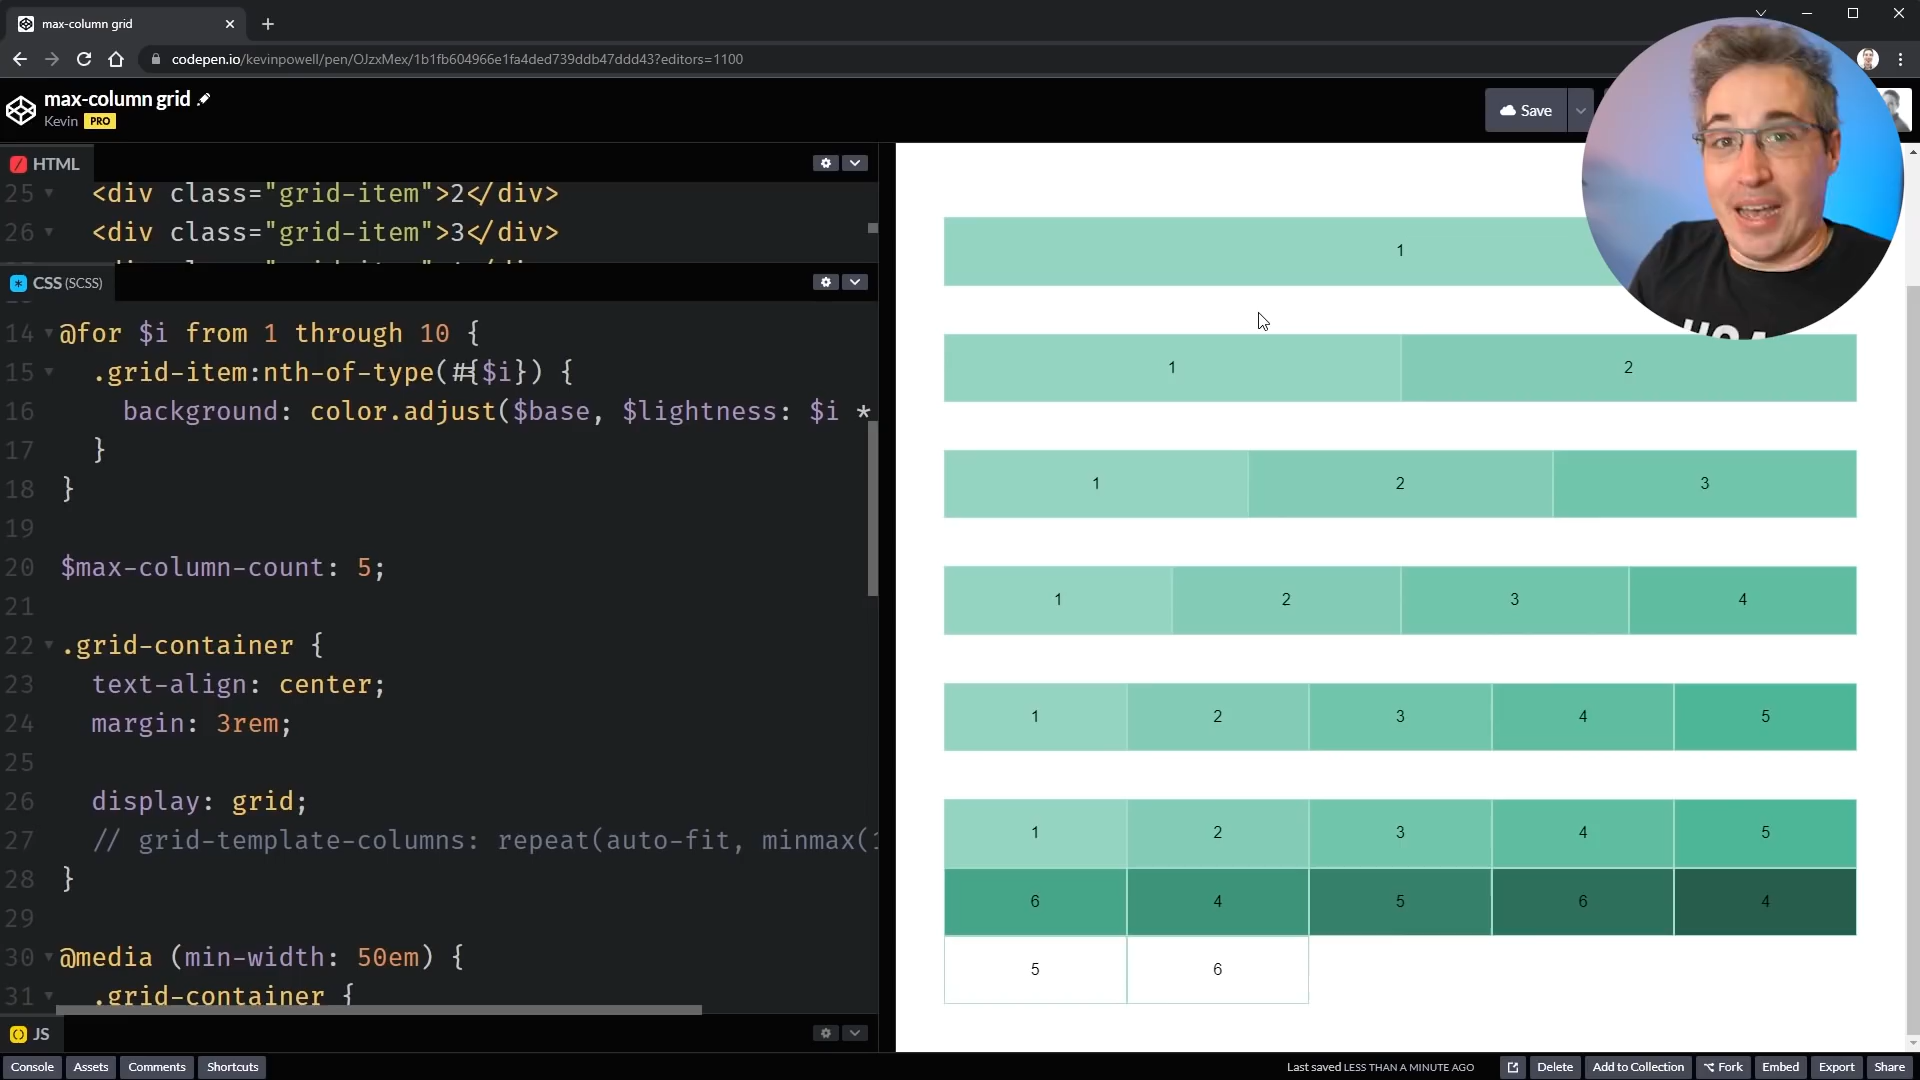 max-column grid
codepen.io/kevinpowell/pen/OJzxMex/1b1fb604966e1fa4ded739ddb47ddd43?editors=1100
max-column grid
Kevin PRO
Save
HTML
25 <div class="grid-item">2</div>
26 <div class="grid-item">3</div>
CSS (SCSS)
14 @for $i from 1 through 10 {
15 .grid-item:nth-of-type(#{$i}) {
16 background: color.adjust($base, $lightness: $i *
17 }
18 }
19
20 $max-column-count: 5;
21
22 .grid-container {
23 text-align: center;
24 margin: 3rem;
25
26 display: grid;
27 // grid-template-columns: repeat(auto-fit, minmax(
28 }
29
30 @media (min-width: 50em) {
31 .grid-container {
JS
1
1 2
1 2 3
1 2 3 4
1 2 3 4 5
1 2 3 4 5
6 4 5 6 4
5 6
Console Assets Comments Shortcuts
Last saved LESS THAN A MINUTE AGO
Delete Add to Collection Fork Embed Export Share